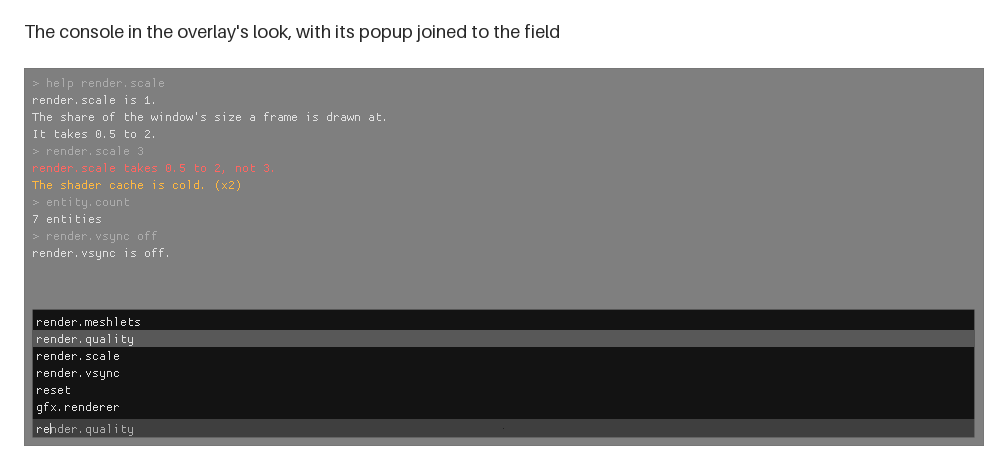 The console in the overlay's look, with its popup joined to the field
> help render.scale
render.scale is 1.
The share of the window's size a frame is drawn at.
It takes 0.5 to 2.
> render.scale 3
render.scale takes 0.5 to 2, not 3.
The shader cache is cold. (x2)
> entity.count
7 entities
> render.vsync off
render.vsync is off.
render.meshlets
render.quality
render.scale
render.vsync
reset
gfx.renderer
render.quality